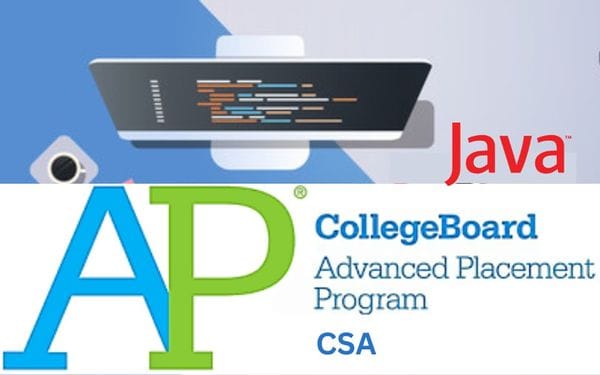 Java™
AP®
CollegeBoard
Advanced Placement
Program
CSA